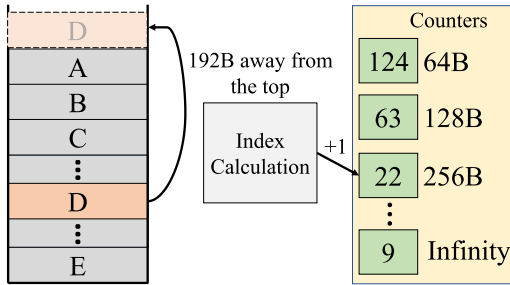 D
A
B
C
D
E
192B away from
the top
Index
Calculation
+1
Counters
124 64B
63 128B
22 256B
9 Infinity